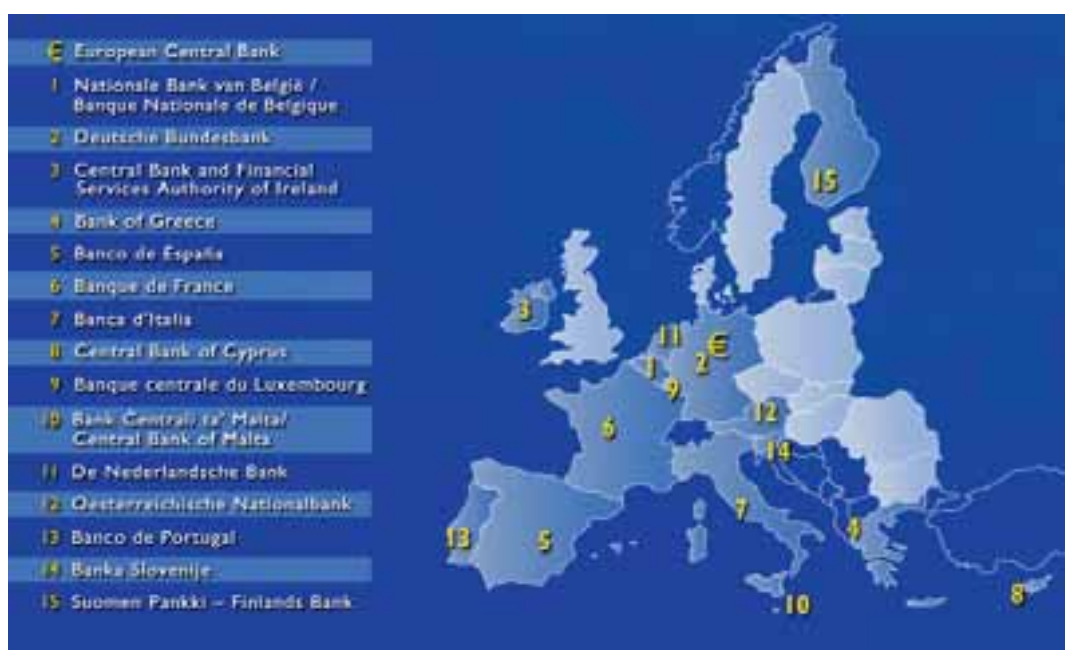 € European Central Bank
1 Nationale Bank van België /
Banque Nationale de Belgique
2 Deutsche Bundesbank
3 Central Bank and Financial
Services Authority of Ireland
4 Bank of Greece
5 Banco de España
6 Banque de France
7 Banca d'Italia
8 Central Bank of Cyprus
9 Banque centrale du Luxembourg
10 Bank Ċentrali ta' Malta/
Central Bank of Malta
11 De Nederlandsche Bank
12 Oesterreichische Nationalbank
13 Banco de Portugal
14 Banka Slovenije
15 Suomen Pankki – Finlands Bank
15
3
11
€
1
2
9
12
6
14
7
4
13
5
10
8